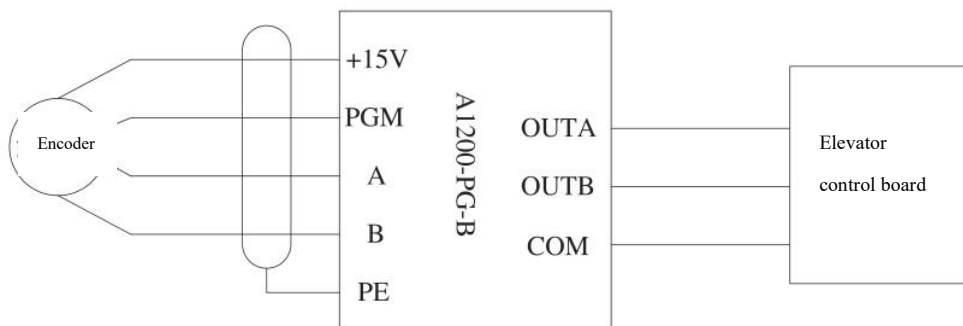 Encoder
+15V
PGM
A
B
PE
A1200-PG-B
OUTA
OUTB
COM
Elevator
control board